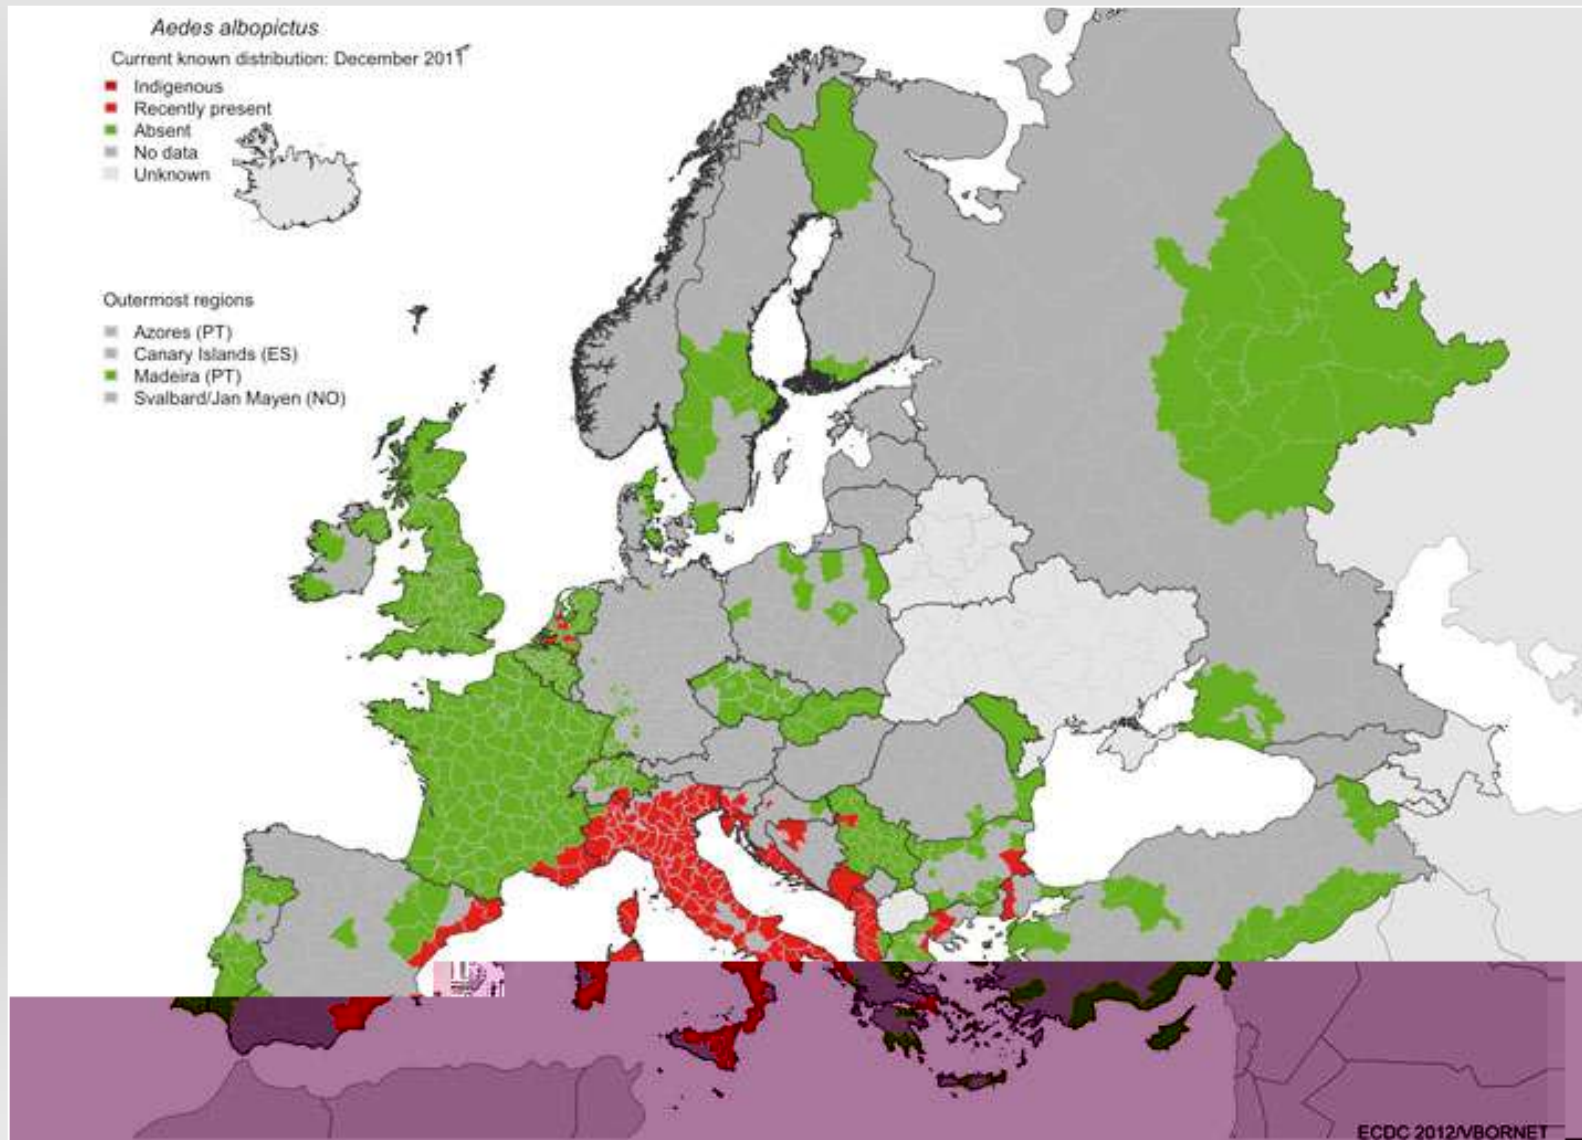 Aedes albopictus
Current known distribution: December 2011
Indigenous
Recently present
Absent
No data
Unknown
Outermost regions
Azores (PT)
Canary Islands (ES)
Madeira (PT)
Svalbard/Jan Mayen (NO)
ECDC 2012/VBORNET